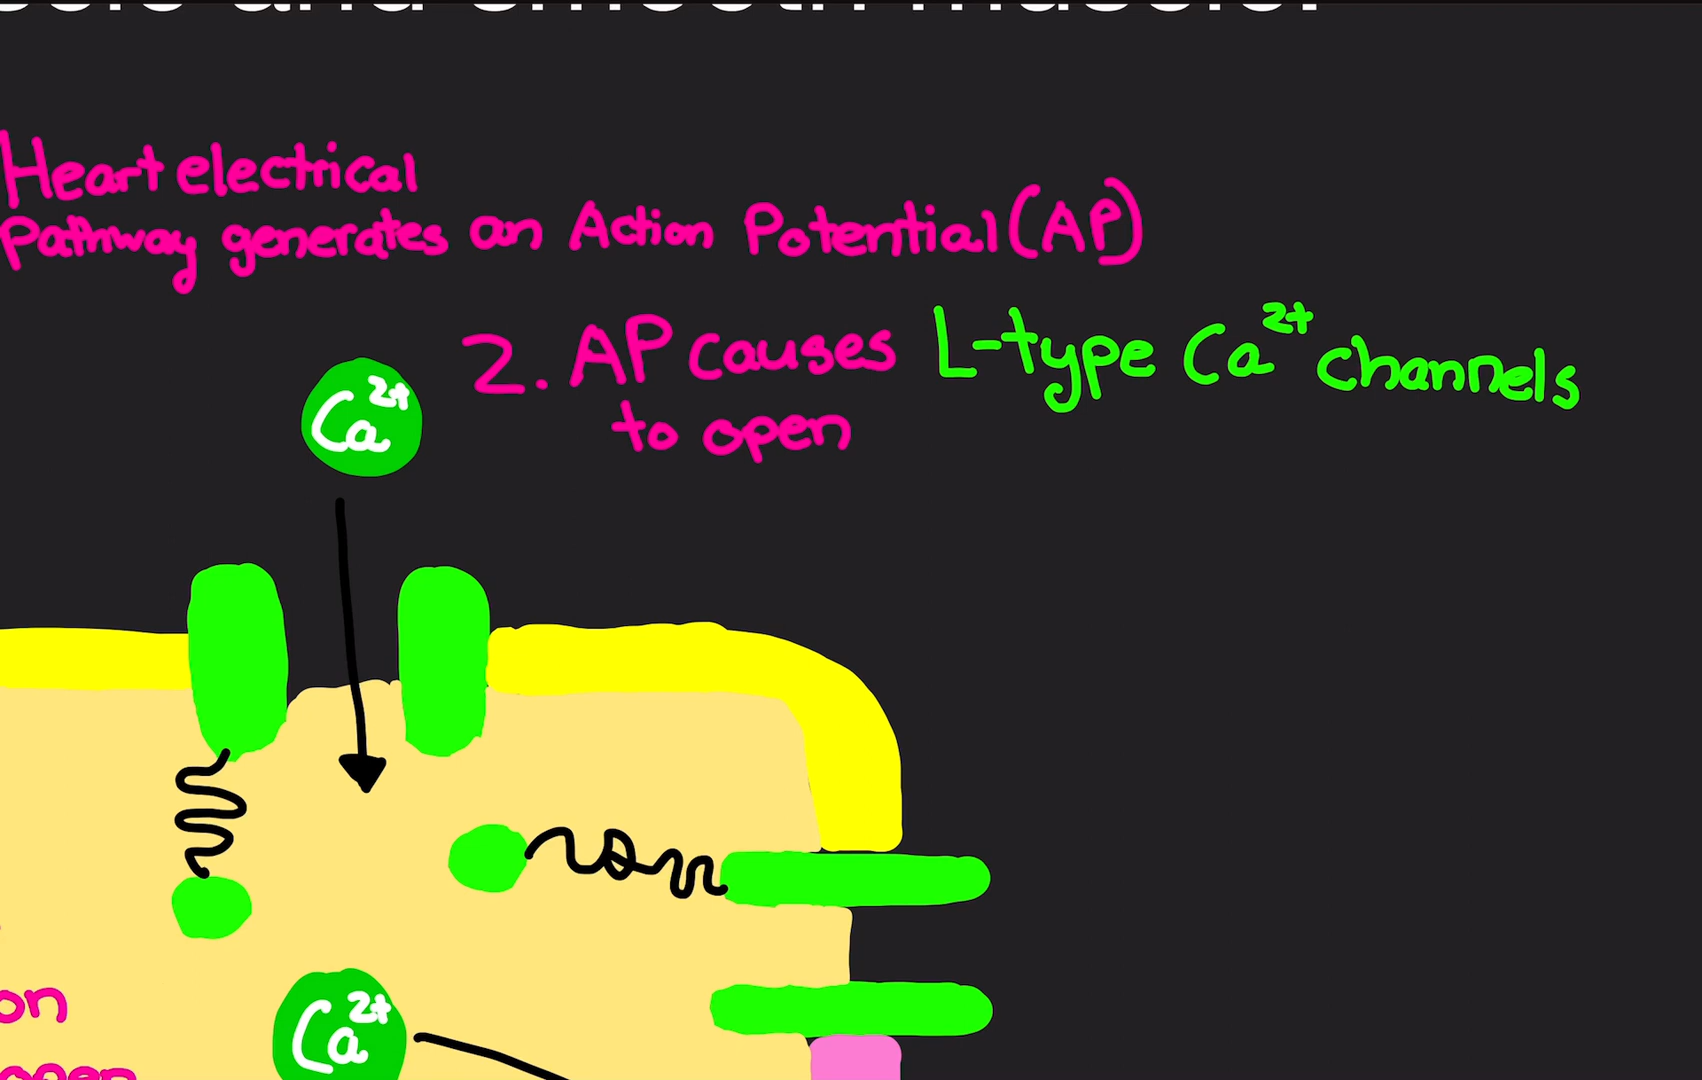 Heart electrical
Pathway generates an Action Potential (AP)
2. AP causes L-type Ca²⁺ channels
to open
Ca²⁺
Ca²⁺
on
open